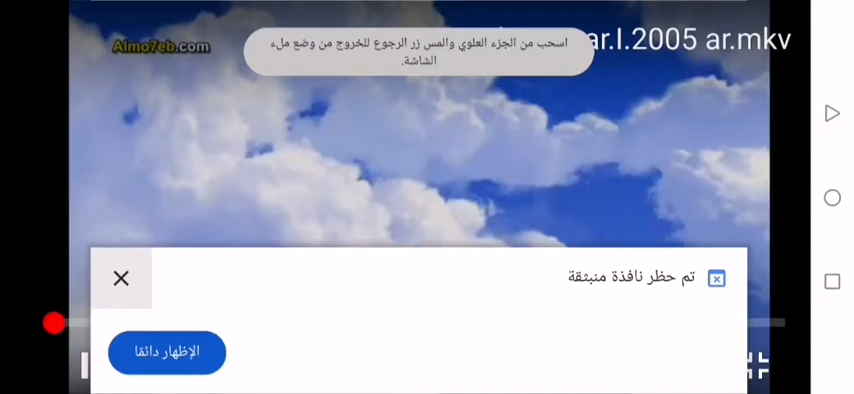 Almo7eb.com
ar.I.2005 ar.mkv
اسحب من الجزء العلوي والمس زر الرجوع للخروج من وضع ملء
الشاشة.
تم حظر نافذة منبثقة
الإظهار دائمًا